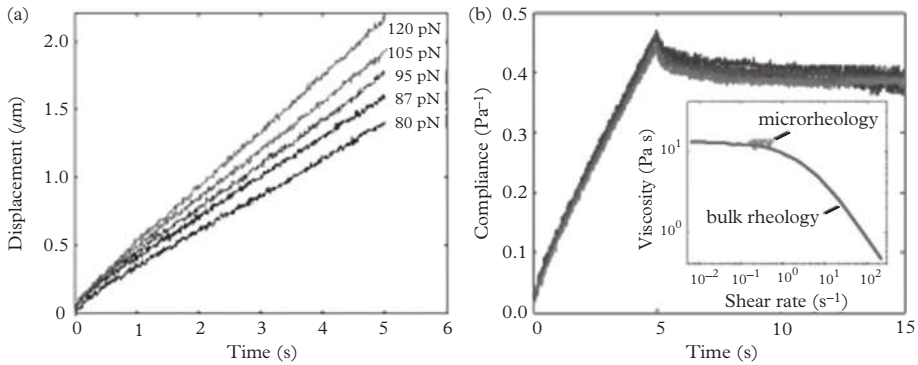 (a)
2.0
1.5
1.0
0.5
0
Displacement (μm)
120 pN
105 pN
95 pN
87 pN
80 pN
0
1
2
3
4
5
6
Time (s)
(b)
0.5
0.4
0.3
0.2
0.1
0.0
Compliance (Pa⁻¹)
microrheology
bulk rheology
10¹
10⁰
Viscosity (Pa s)
10⁻²
10⁻¹
10⁰
10¹
10²
Shear rate (s⁻¹)
0
5
10
15
Time (s)